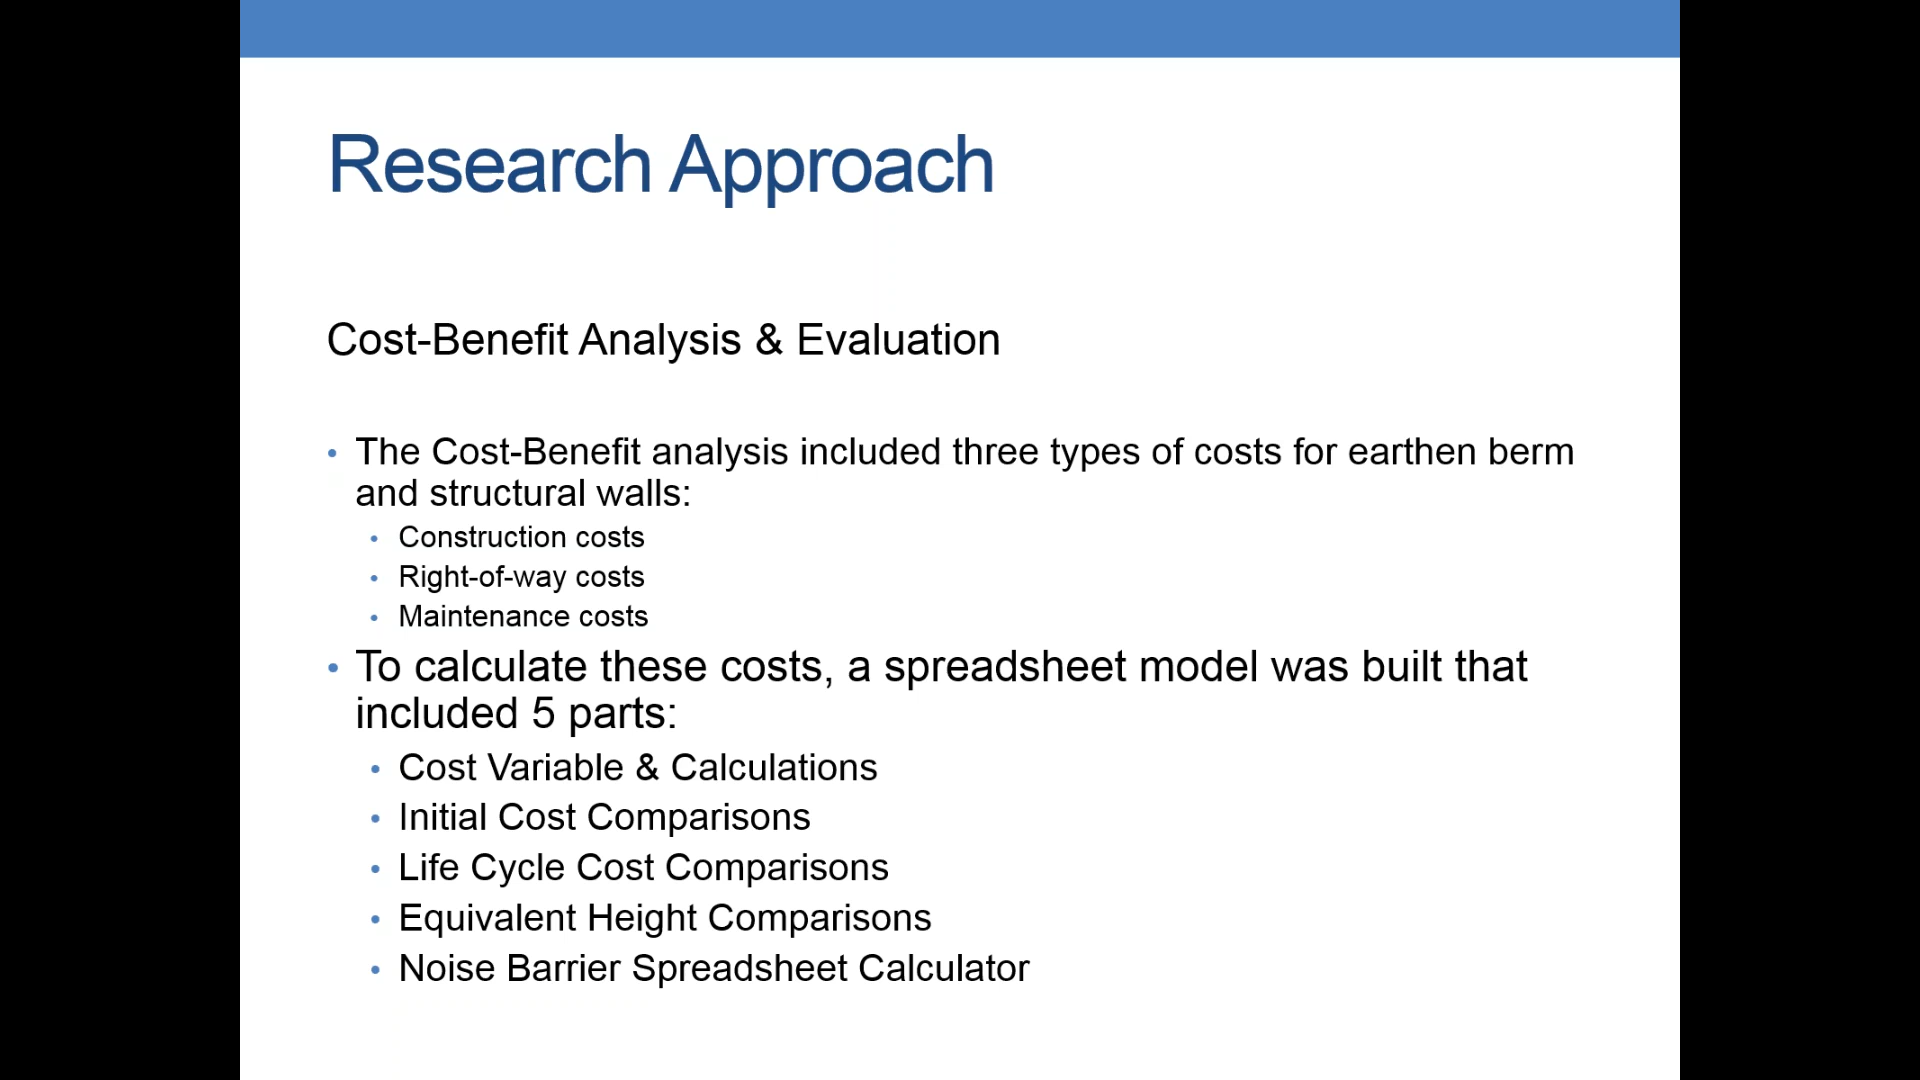 Research Approach
Cost-Benefit Analysis & Evaluation
• The Cost-Benefit analysis included three types of costs for earthen berm
and structural walls:
• Construction costs
• Right-of-way costs
• Maintenance costs
• To calculate these costs, a spreadsheet model was built that
included 5 parts:
• Cost Variable & Calculations
• Initial Cost Comparisons
• Life Cycle Cost Comparisons
• Equivalent Height Comparisons
• Noise Barrier Spreadsheet Calculator